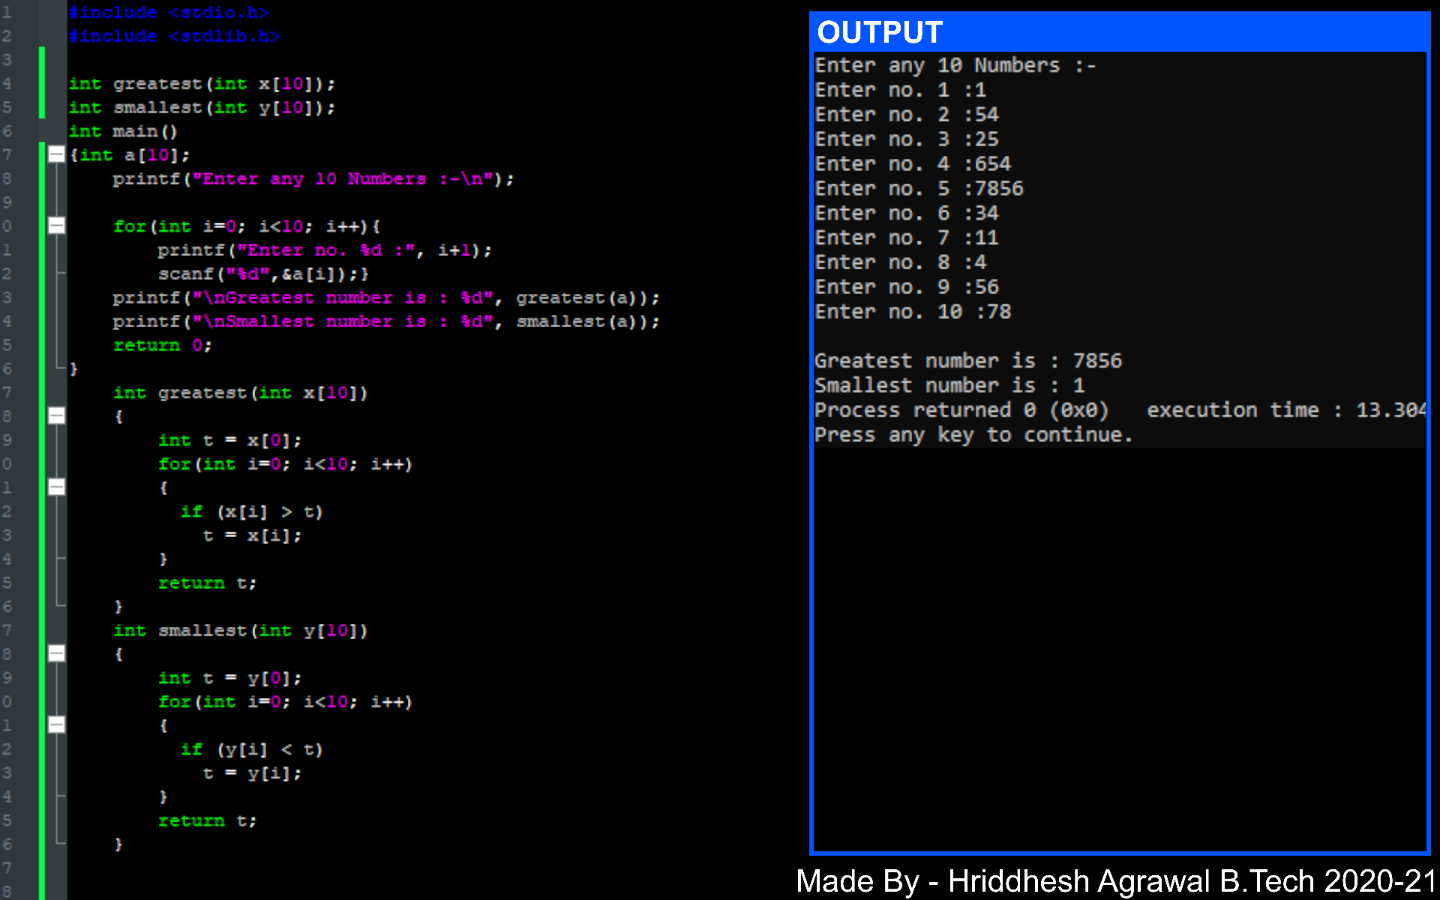 1 #include <stdio.h>
2 #include <stdlib.h>
3
4 int greatest(int x[10]);
5 int smallest(int y[10]);
6 int main()
7 {int a[10];
8     printf("Enter any 10 Numbers :-\n");
9
0     for(int i=0; i<10; i++){
1         printf("Enter no. %d :", i+1);
2         scanf("%d",&a[i]);}
3     printf("\nGreatest number is : %d", greatest(a));
4     printf("\nSmallest number is : %d", smallest(a));
5     return 0;
6 }
7     int greatest(int x[10])
8     {
9         int t = x[0];
0         for(int i=0; i<10; i++)
1         {
2           if (x[i] > t)
3             t = x[i];
4         }
5         return t;
6     }
7     int smallest(int y[10])
8     {
9         int t = y[0];
0         for(int i=0; i<10; i++)
1         {
2           if (y[i] < t)
3             t = y[i];
4         }
5         return t;
6     }
7
8
OUTPUT
Enter any 10 Numbers :-
Enter no. 1 :1
Enter no. 2 :54
Enter no. 3 :25
Enter no. 4 :654
Enter no. 5 :7856
Enter no. 6 :34
Enter no. 7 :11
Enter no. 8 :4
Enter no. 9 :56
Enter no. 10 :78

Greatest number is : 7856
Smallest number is : 1
Process returned 0 (0x0)   execution time : 13.304
Press any key to continue.
Made By - Hriddhesh Agrawal B.Tech 2020-21